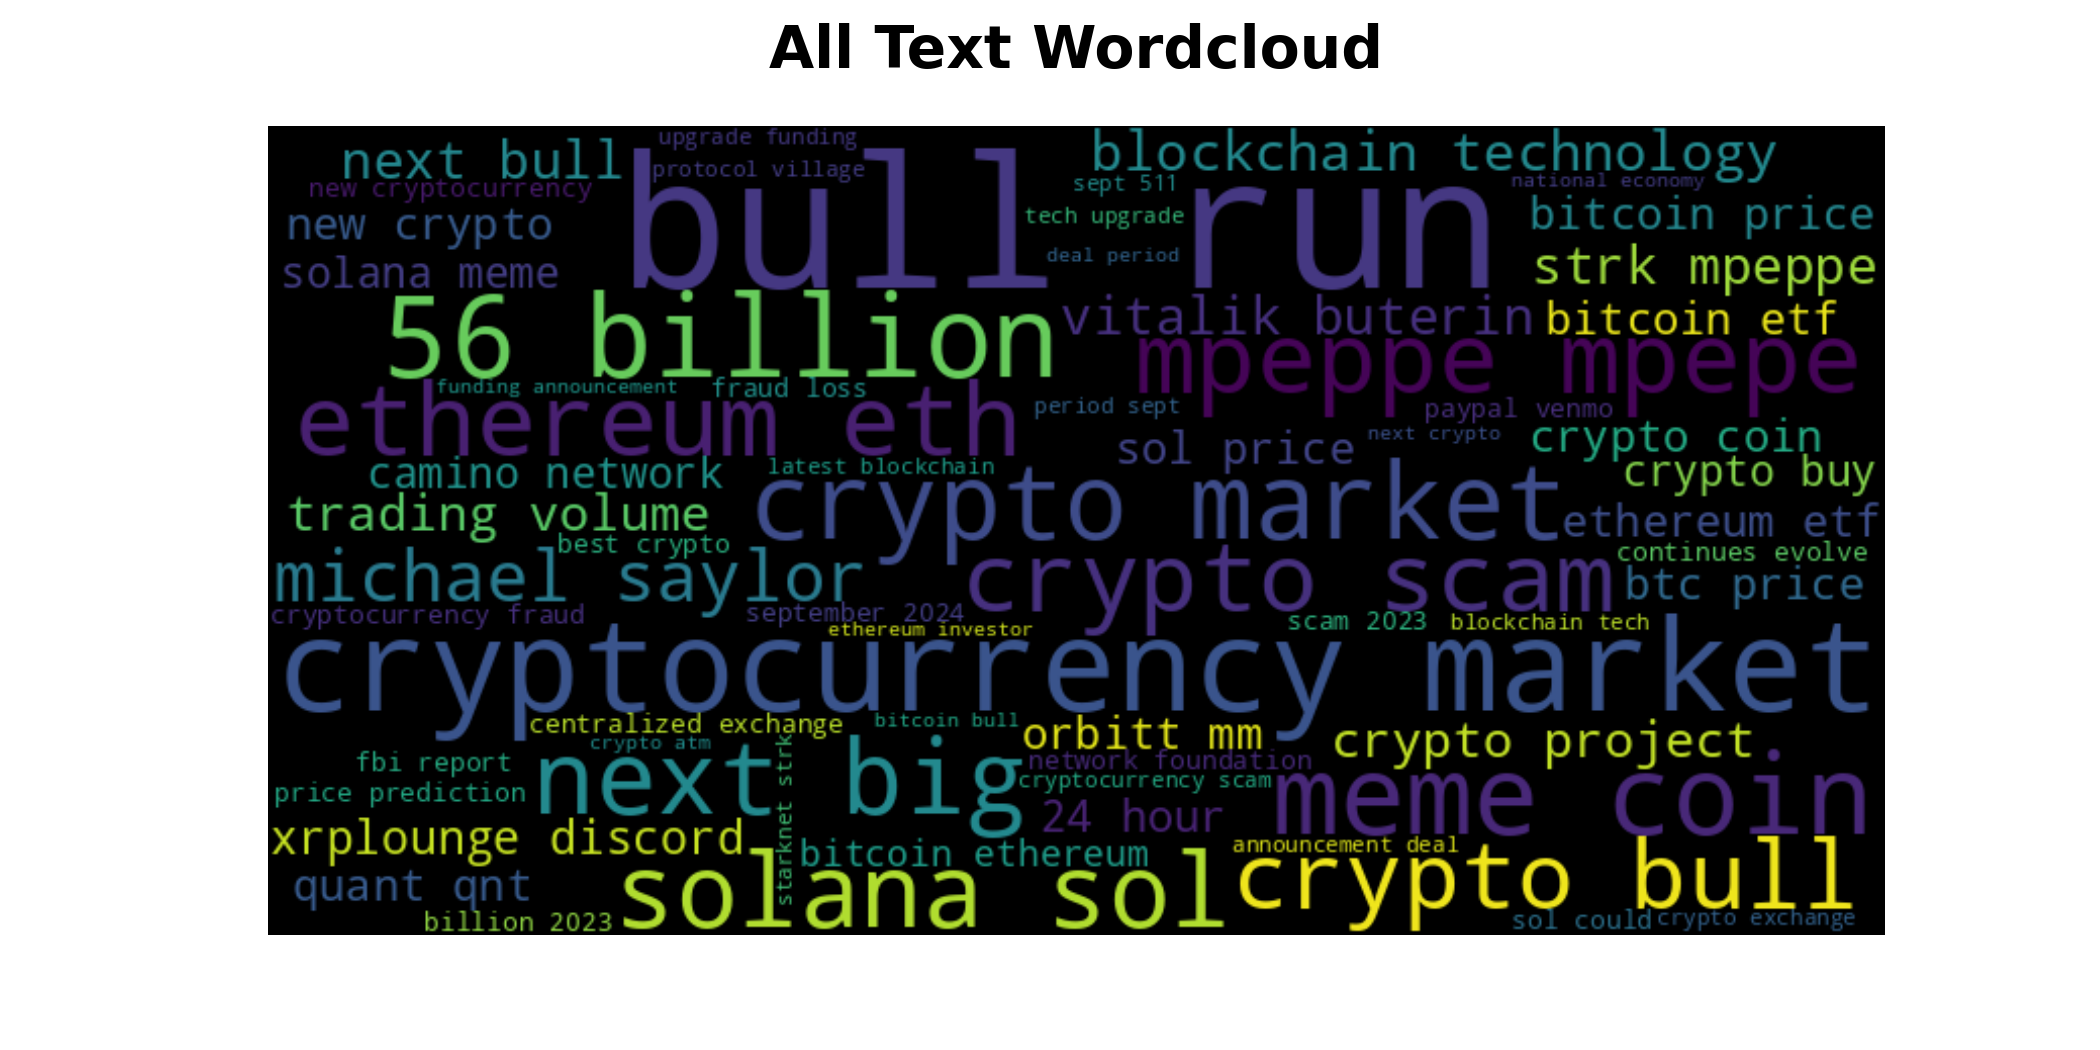 All Text Wordcloud
upgrade funding
next bull
blockchain technology
protocol village
new cryptocurrency
sept 511
national economy
bull run
new crypto
tech upgrade
bitcoin price
deal period
solana meme
strk mpeppe
56 billion
vitalik buterin
bitcoin etf
mpeppe mpepe
funding announcement
fraud loss
ethereum eth
period sept
paypal venmo
sol price
next crypto
crypto coin
camino network
latest blockchain
crypto buy
trading volume
crypto market
ethereum etf
best crypto
continues evolve
michael saylor
crypto scam
btc price
cryptocurrency fraud
september 2024
ethereum investor
scam 2023
blockchain tech
cryptocurrency market
centralized exchange
bitcoin bull
orbitt mm
crypto project
crypto atm
fbi report
next big
network foundation
price prediction
cryptocurrency scam
meme coin
24 hour
starknet strk
xrplounge discord
bitcoin ethereum
announcement deal
quant qnt
solana sol
crypto bull
billion 2023
sol could
crypto exchange